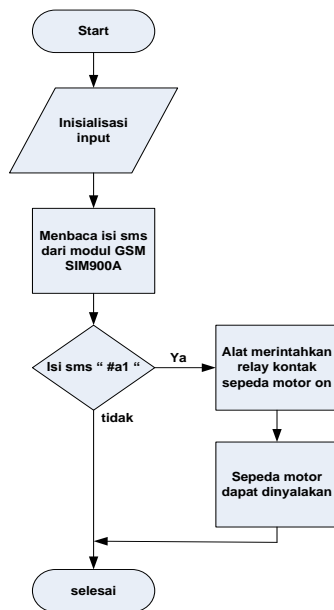 Start
Inisialisasi
input
Menbaca isi sms
dari modul GSM
SIM900A
Isi sms “ #a1 “
Ya
tidak
Alat merintahkan
relay kontak
sepeda motor on
Sepeda motor
dapat dinyalakan
selesai